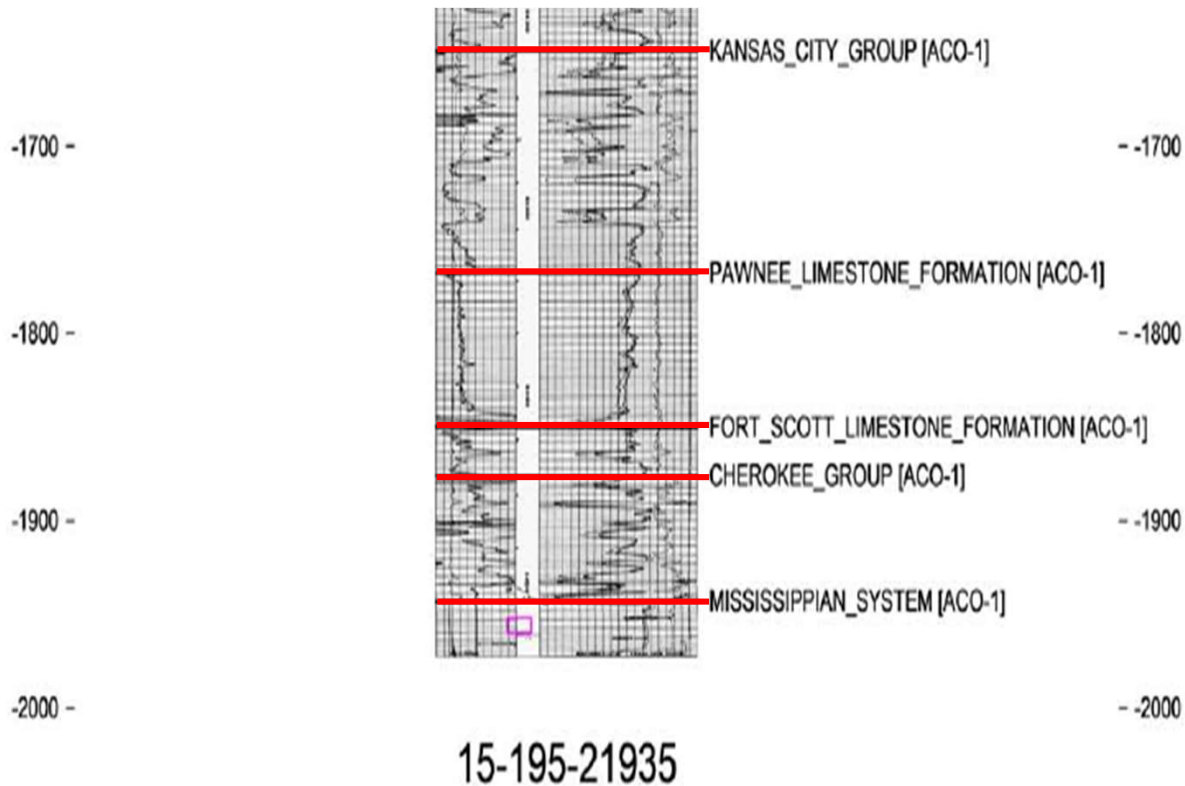 KANSAS_CITY_GROUP [ACO-1]
-1700 – – -1700
PAWNEE_LIMESTONE_FORMATION [ACO-1]
-1800 – – -1800
FORT_SCOTT_LIMESTONE_FORMATION [ACO-1]
CHEROKEE_GROUP [ACO-1]
-1900 – – -1900
MISSISSIPPIAN_SYSTEM [ACO-1]
-2000 – – -2000
15-195-21935